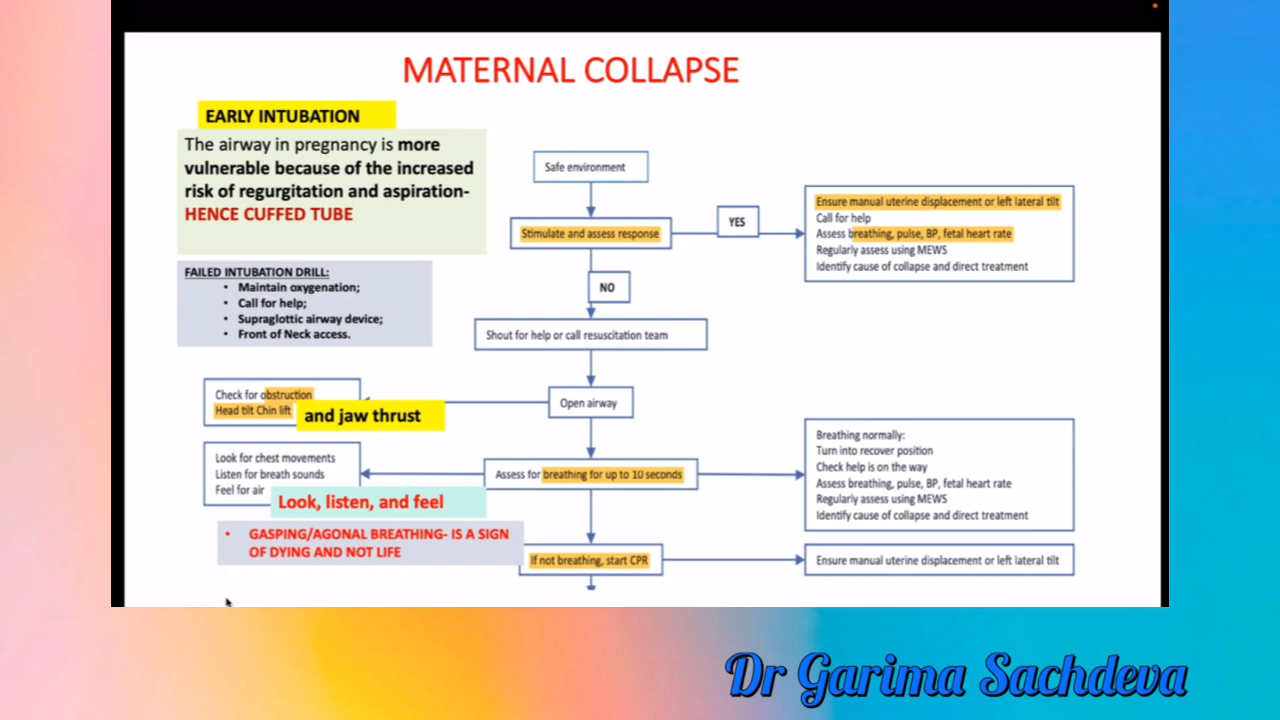 MATERNAL COLLAPSE
EARLY INTUBATION
The airway in pregnancy is more
vulnerable because of the increased
risk of regurgitation and aspiration-
HENCE CUFFED TUBE
FAILED INTUBATION DRILL:
• Maintain oxygenation;
• Call for help;
• Supraglottic airway device;
• Front of Neck access.
Safe environment
Stimulate and assess response
YES
Ensure manual uterine displacement or left lateral tilt
Call for help
Assess breathing, pulse, BP, fetal heart rate
Regularly assess using MEWS
Identify cause of collapse and direct treatment
NO
Shout for help or call resuscitation team
Open airway
Check for obstruction
Head tilt Chin lift
and jaw thrust
Assess for breathing for up to 10 seconds
Look for chest movements
Listen for breath sounds
Feel for air
Look, listen, and feel
• GASPING/AGONAL BREATHING- IS A SIGN
OF DYING AND NOT LIFE
Breathing normally:
Turn into recover position
Check help is on the way
Assess breathing, pulse, BP, fetal heart rate
Regularly assess using MEWS
Identify cause of collapse and direct treatment
If not breathing, start CPR
Ensure manual uterine displacement or left lateral tilt
Dr Garima Sachdeva